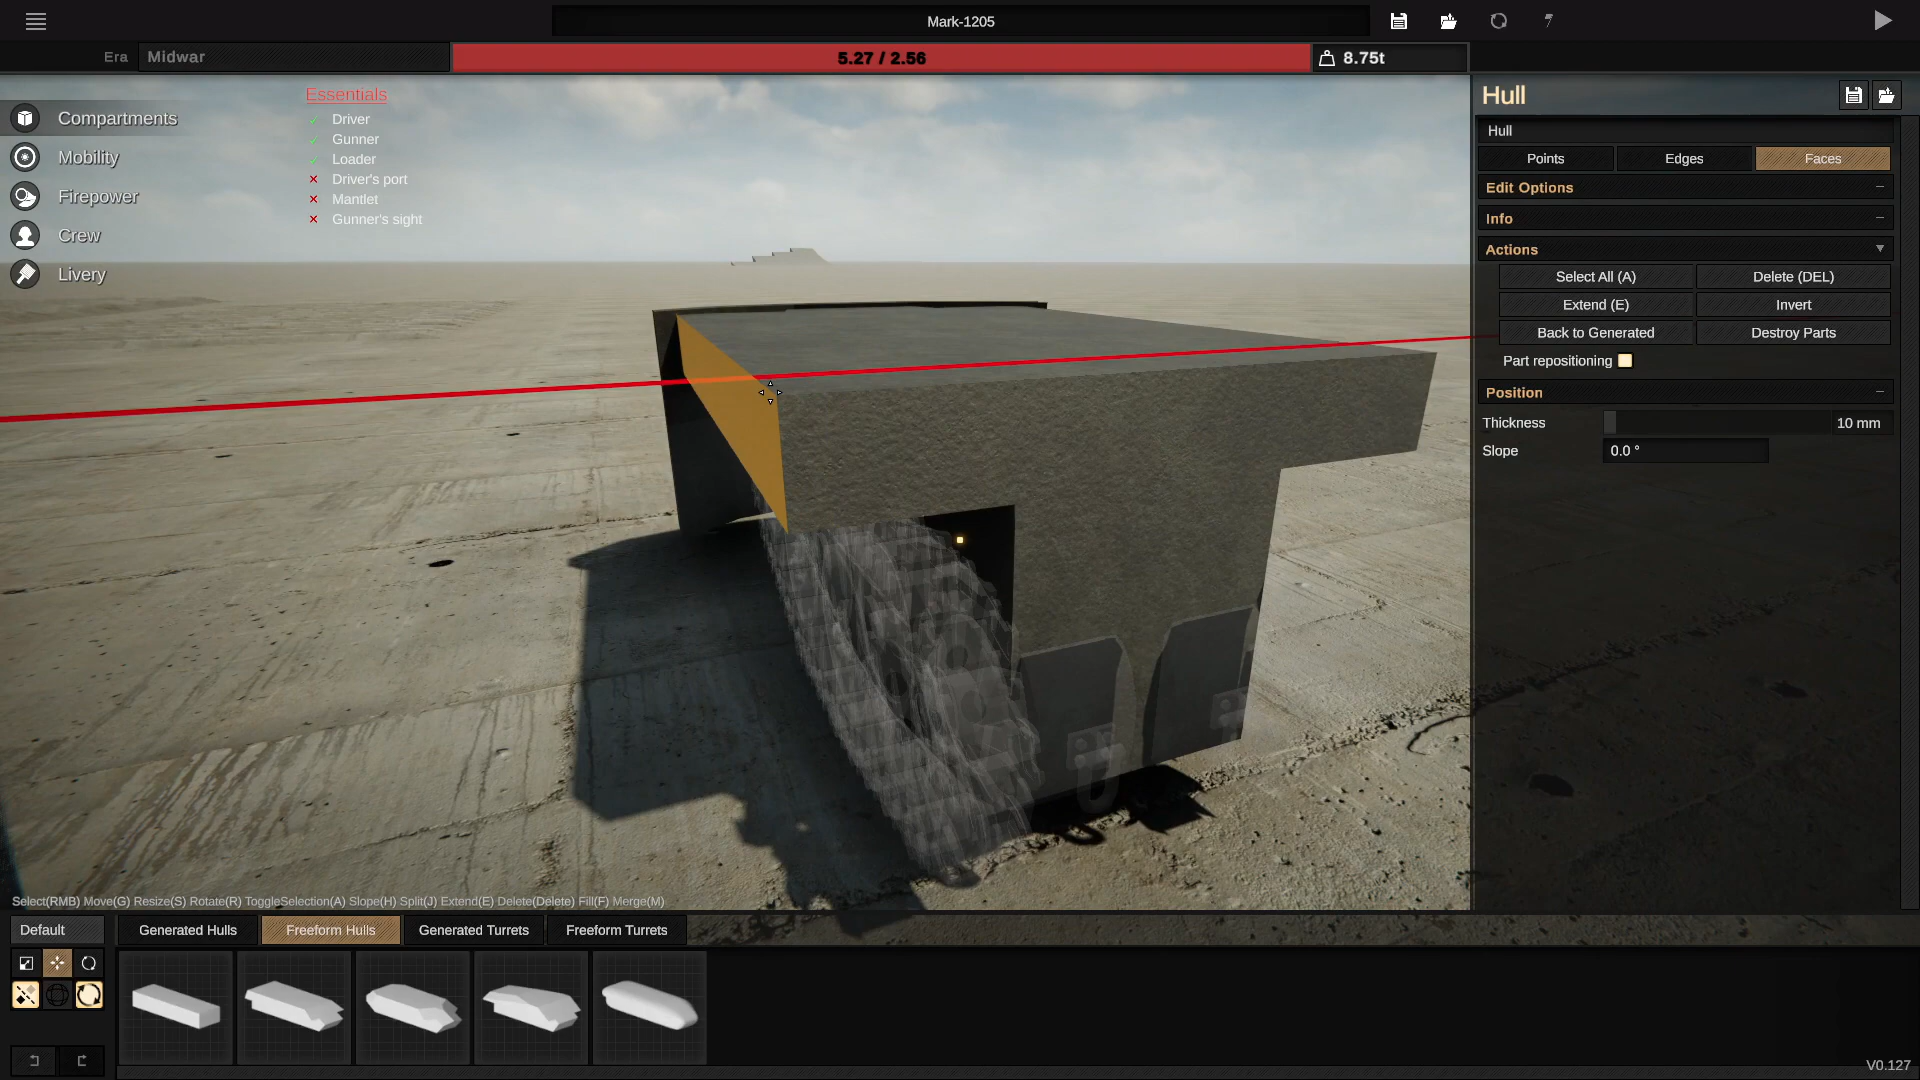 Mark-1205
Era
Midwar
5.27 / 2.56
8.75t
Compartments
Mobility
Firepower
Crew
Livery
Essentials
Driver
Gunner
Loader
Driver's port
Mantlet
Gunner's sight
Hull
Hull
Points Edges Faces
Edit Options
Info
Actions
Select All (A) Delete (DEL)
Extend (E) Invert
Back to Generated Destroy Parts
Part repositioning
Position
Thickness 10 mm
Slope 0.0 °
Select(RMB) Move(G) Resize(S) Rotate(R) ToggleSelection(A) Slope(H) Split(J) Extend(E) Delete(Delete) Fill(F) Merge(M)
Default Generated Hulls Freeform Hulls Generated Turrets Freeform Turrets
V0.127